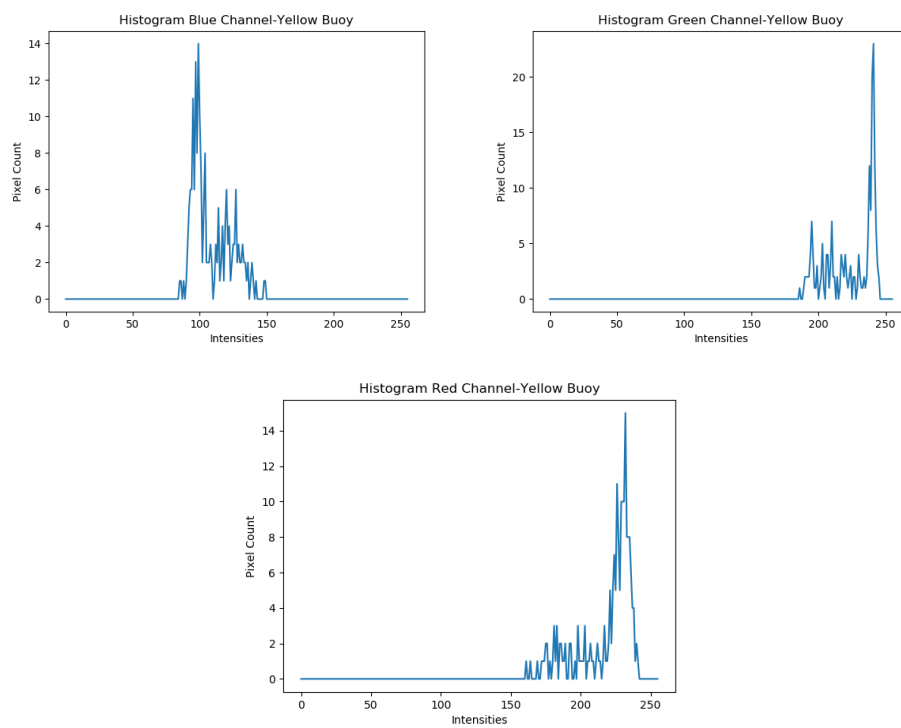 Histogram Blue Channel-Yellow Buoy
14
12
10
8
6
4
2
0
Pixel Count
0 50 100 150 200 250
Intensities
Histogram Green Channel-Yellow Buoy
20
15
10
5
0
Pixel Count
0 50 100 150 200 250
Intensities
Histogram Red Channel-Yellow Buoy
14
12
10
8
6
4
2
0
Pixel Count
0 50 100 150 200 250
Intensities